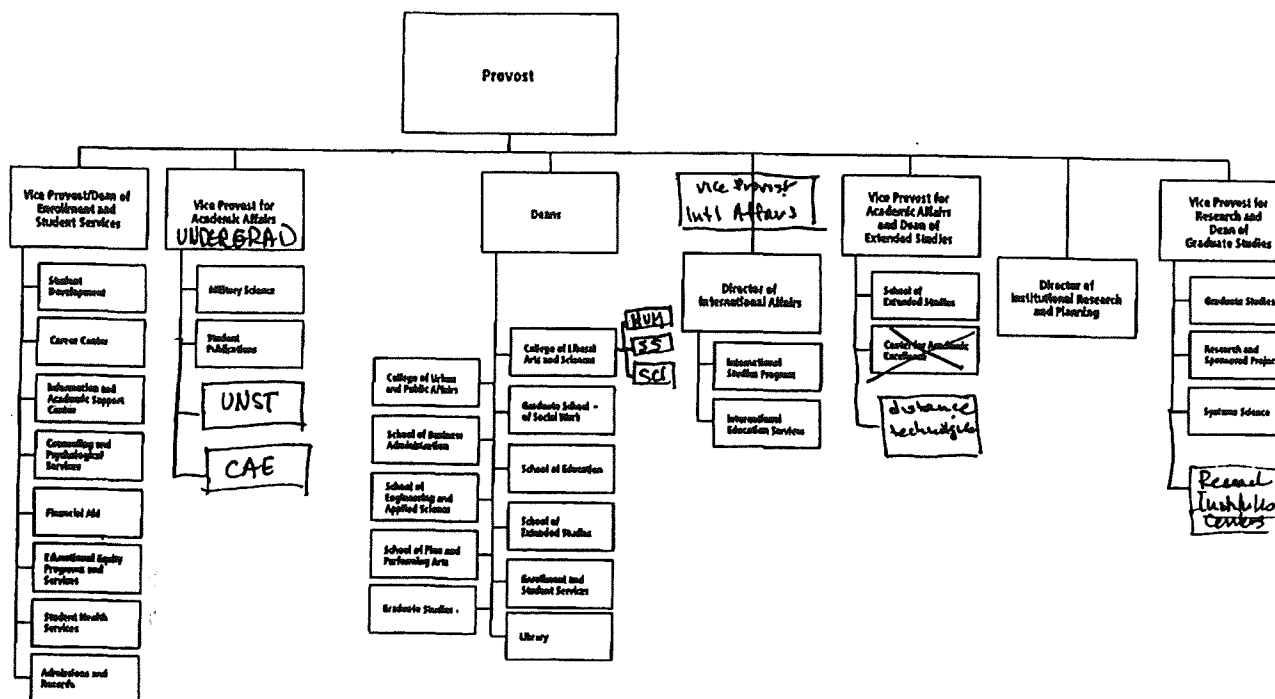 Provost
Vice Provost/Dean of
Enrollment and
Student Services
Student
Development
Career Center
Information and
Academic Support
Center
Counseling and
Psychological
Services
Financial Aid
Educational Equity
Programs and
Services
Student Health
Services
Admissions and
Records
Vice Provost for
Academic Affairs
UNDERGRAD
Military Science
Student
Publications
UNST
CAE
Deans
College of Liberal
Arts and Sciences
HUM
SS
SCI
College of Urban
and Public Affairs
Graduate School -
of Social Work
School of Business
Administration
School of Education
School of
Engineering and
Applied Science
School of
Extended Studies
School of Fine and
Performing Arts
Enrollment and
Student Services
Graduate Studies -
Library
Vice Provost
Intl Affairs
Director of
International Affairs
International
Studies Program
International
Education Services
Vice Provost for
Academic Affairs
and Dean of
Extended Studies
School of
Extended Studies
Center for Academic
Excellence
distance
Director of
Institutional Research
and Planning
Vice Provost for
Research and
Dean of
Graduate Studies
Graduate Studies
Research and
Sponsored Project
Systems Science
Research
Institutes
Centers